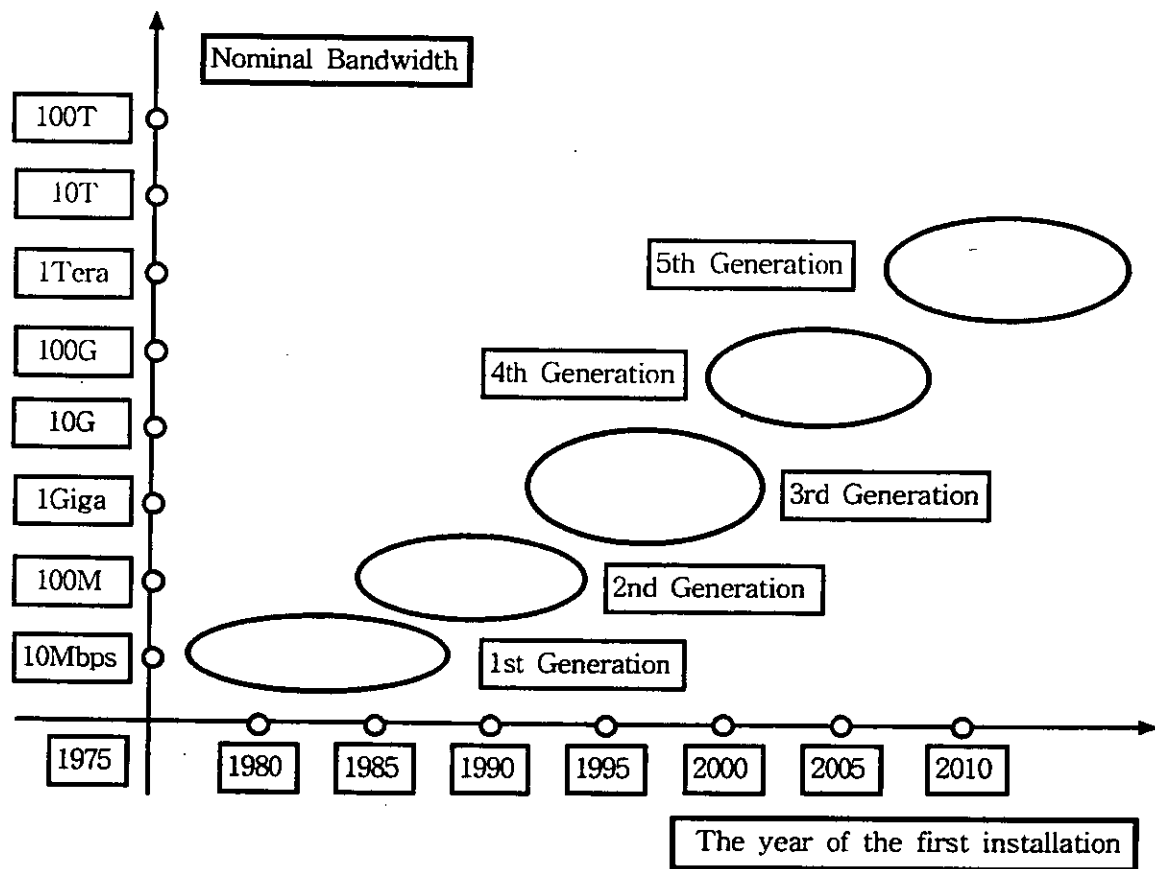 Nominal Bandwidth
100T
10T
1Tera
5th Generation
100G
4th Generation
10G
1Giga
3rd Generation
100M
2nd Generation
10Mbps
1st Generation
1975
1980
1985
1990
1995
2000
2005
2010
The year of the first installation